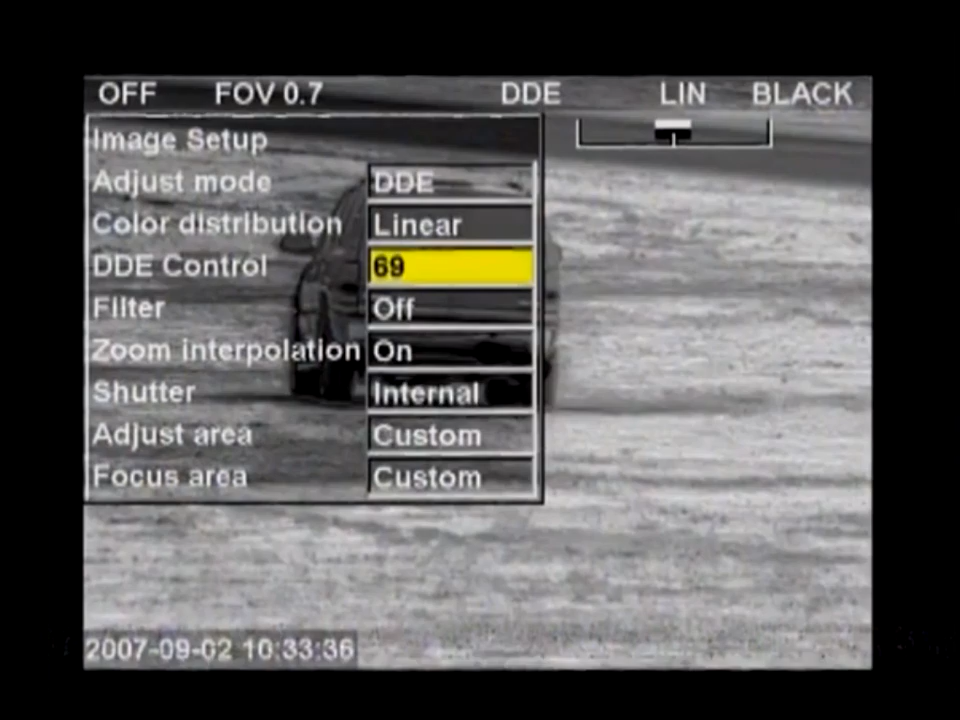 OFF FOV 0.7 DDE LIN BLACK
Image Setup
Adjust mode DDE
Color distribution Linear
DDE Control 69
Filter Off
Zoom interpolation On
Shutter Internal
Adjust area Custom
Focus area Custom
2007-09-02 10:33:36